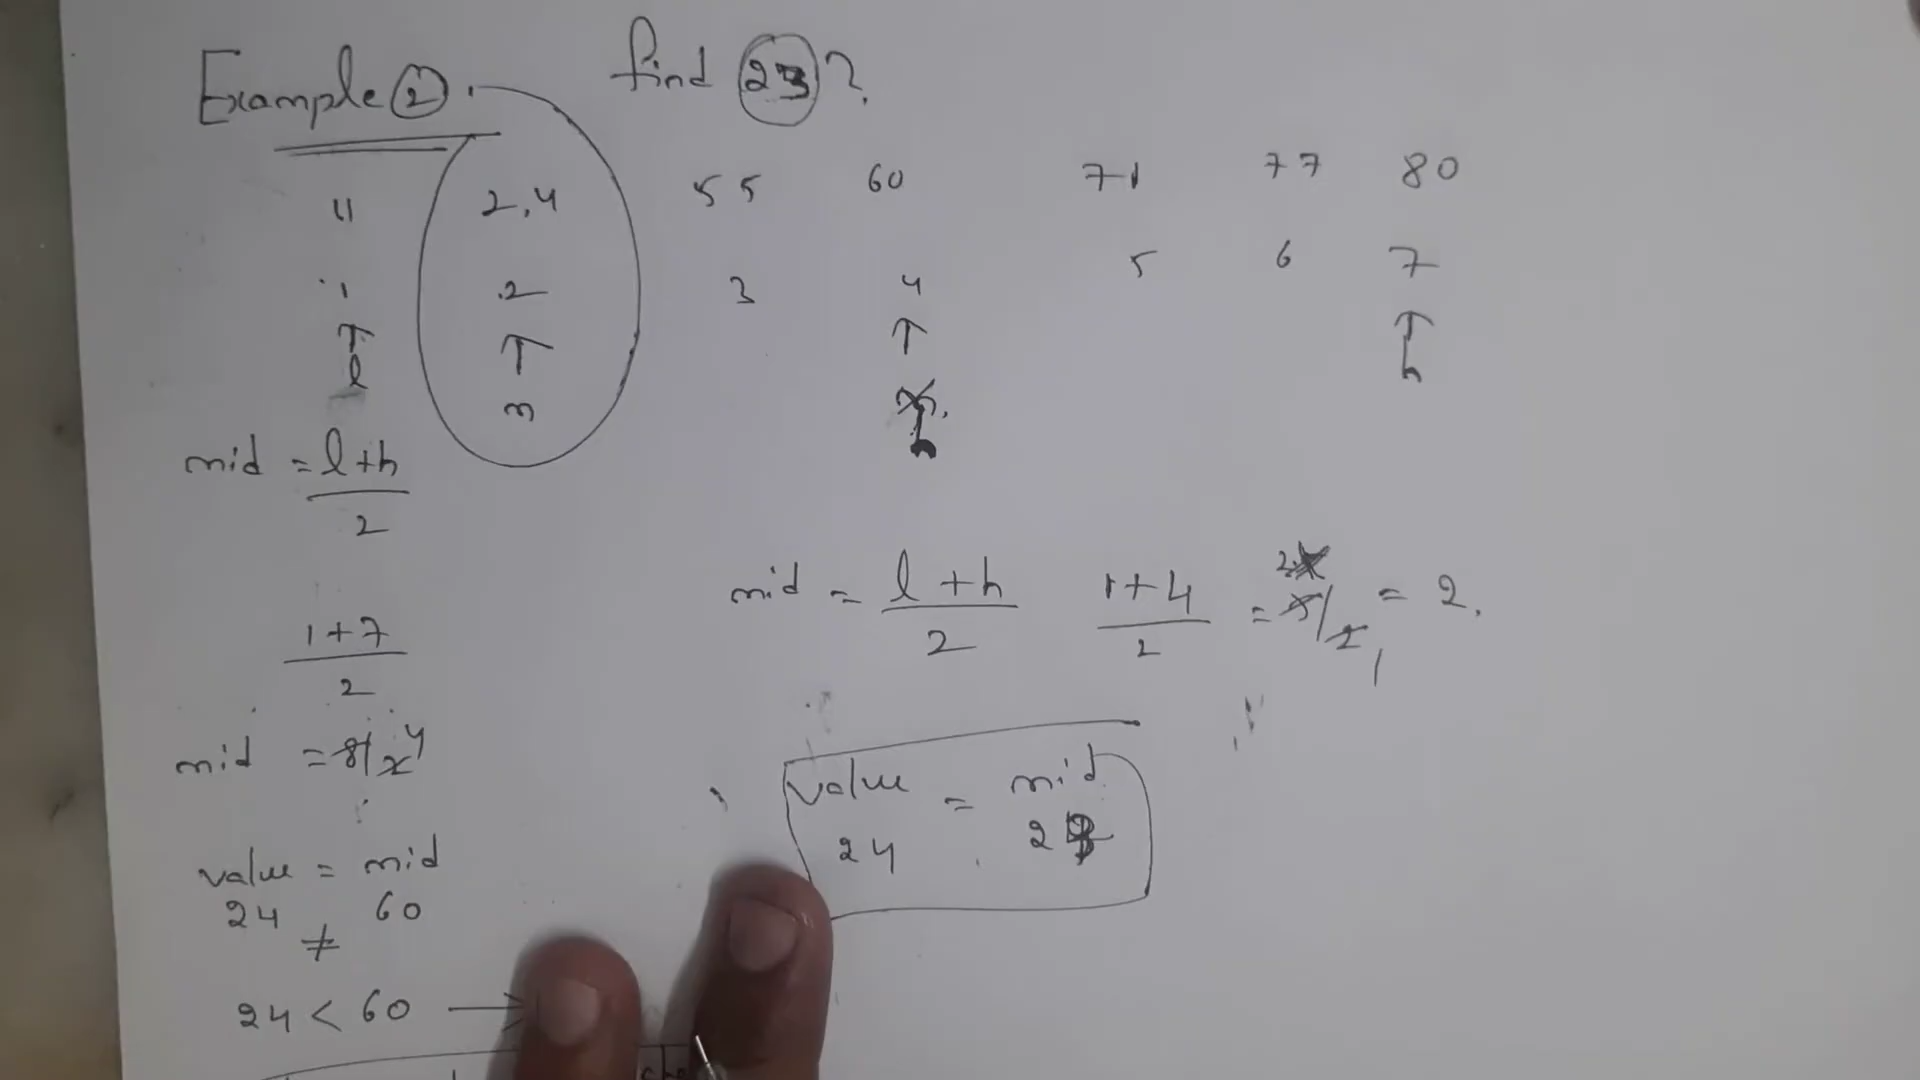 Example 2. find 23?
11 2,4 55 60 71 77 80
1 2 3 4 5 6 7
↑ ↑ ↑ ↑
l m h h
mid = l+h
2
mid = l+h 1+4 = 5/2 = 2.
2 2
1+7
2
mid = 8/2 4
value = mid
24 2
value = mid
24 ≠ 60
24 < 60 →